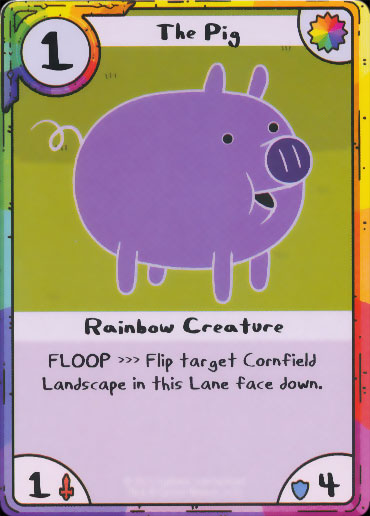 1
The Pig
Rainbow Creature
FLOOP >>> Flip target Cornfield
Landscape in this Lane face down.
1
4